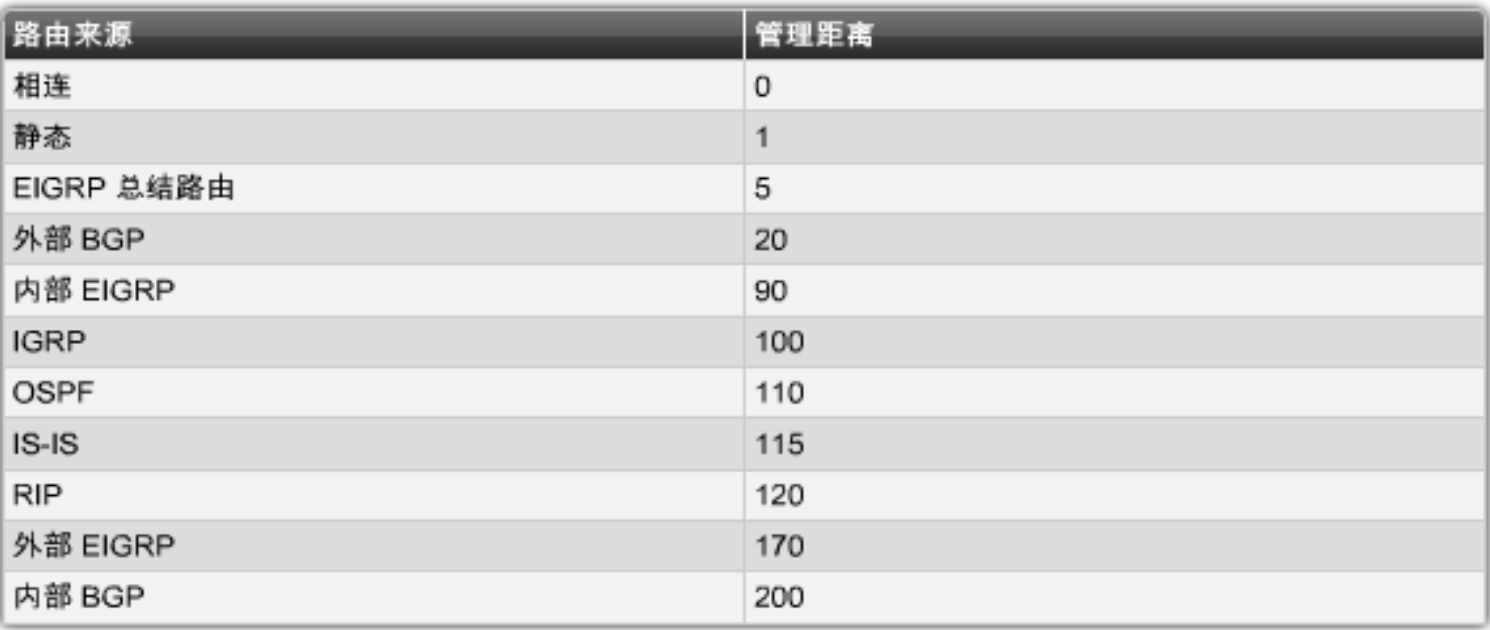 路由来源 管理距离
相连 0
静态 1
EIGRP 总结路由 5
外部 BGP 20
内部 EIGRP 90
IGRP 100
OSPF 110
IS-IS 115
RIP 120
外部 EIGRP 170
内部 BGP 200